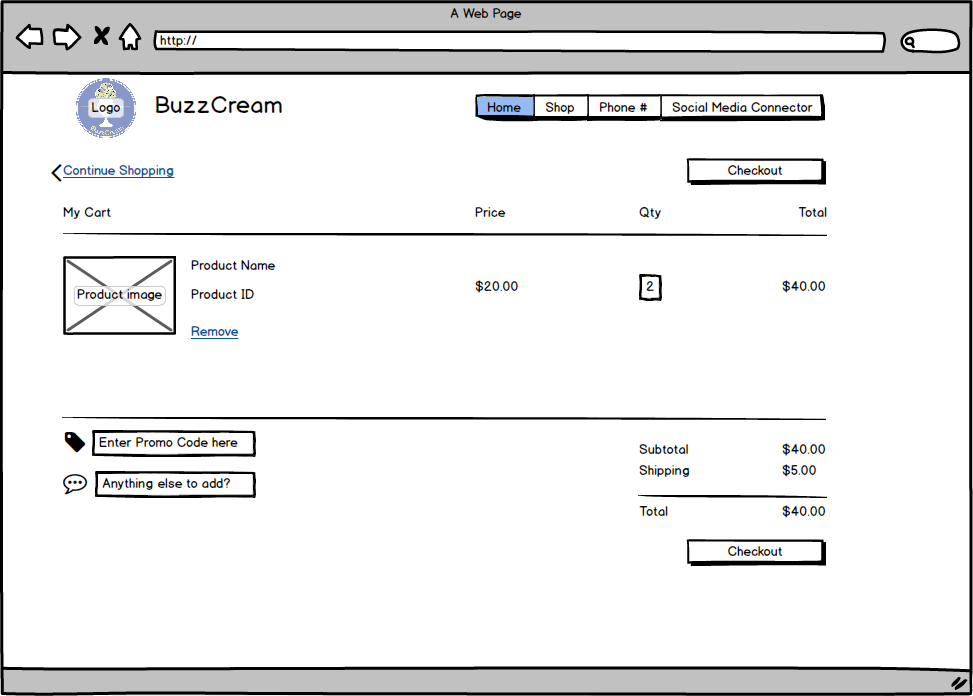 A Web Page
http://
Logo
BuzzCream
Home Shop Phone # Social Media Connector
Continue Shopping
Checkout
My Cart Price Qty Total
Product image
Product Name
Product ID
Remove
$20.00 2 $40.00
Enter Promo Code here
Anything else to add?
Subtotal $40.00
Shipping $5.00
Total $40.00
Checkout